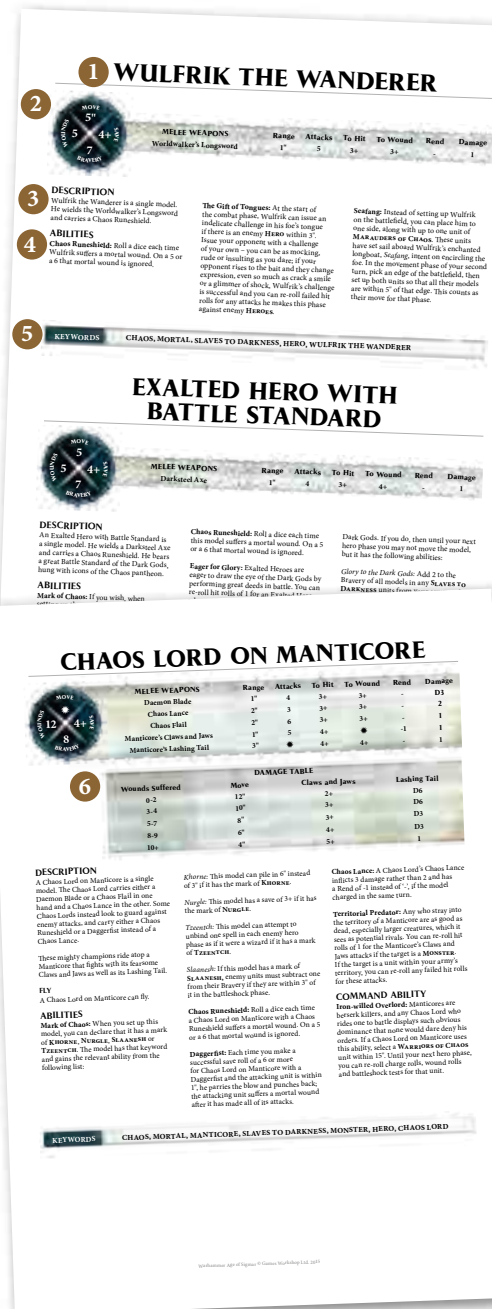 1 WULFRIK THE WANDERER
2
MOVE
5"
WOUNDS 5 4+ SAVE
7
BRAVERY
MELEE WEAPONS Range Attacks To Hit To Wound Rend Damage
Worldwalker's Longsword 1" 5 3+ 3+ - 1
3
DESCRIPTION
Wulfrik the Wanderer is a single model.
He wields the Worldwalker's Longsword
and carries a Chaos Runeshield.
4
ABILITIES
Chaos Runeshield: Roll a dice each time
Wulfrik suffers a mortal wound. On a 5 or
a 6 that mortal wound is ignored.
The Gift of Tongues: At the start of
the combat phase, Wulfrik can issue an
indelicate challenge in his foe's tongue
if there is an enemy HERO within 3".
Issue your opponent with a challenge
of your own – you can be as mocking,
rude or insulting as you dare; if your
opponent rises to the bait and they change
expression, even so much as crack a smile
or a glimmer of shock, Wulfrik's challenge
is successful and you can re-roll failed hit
rolls for any attacks he makes this phase
against enemy HEROES.
Seafang: Instead of setting up Wulfrik
on the battlefield, you can place him to
one side, along with up to one unit of
MARAUDERS OF CHAOS. These units
have set sail aboard Wulfrik's enchanted
longboat, Seafang, intent on encircling the
foe. In the movement phase of your second
turn, pick an edge of the battlefield, then
set up both units so that all their models
are within 5" of that edge. This counts as
their move for that phase.
5
KEYWORDS CHAOS, MORTAL, SLAVES TO DARKNESS, HERO, WULFRIK THE WANDERER
EXALTED HERO WITH
BATTLE STANDARD
MOVE
5
WOUNDS 5 4+ SAVE
7
BRAVERY
MELEE WEAPONS Range Attacks To Hit To Wound Rend Damage
Darksteel Axe 1" 4 3+ 4+ - 1
DESCRIPTION
An Exalted Hero with Battle Standard is
a single model. He wields a Darksteel Axe
and carries a Chaos Runeshield. He bears
a great Battle Standard of the Dark Gods,
hung with icons of the Chaos pantheon.
ABILITIES
Mark of Chaos: If you wish, when
Chaos Runeshield: Roll a dice each time
this model suffers a mortal wound. On a 5
or a 6 that mortal wound is ignored.
Eager for Glory: Exalted Heroes are
eager to draw the eye of the Dark Gods by
performing great deeds in battle. You can
re-roll hit rolls of 1 for an Exalted
Dark Gods. If you do, then until your next
hero phase you may not move the model,
but it has the following abilities:
Glory to the Dark Gods: Add 2 to the
Bravery of all models in any SLAVES TO
DARKNESS units from
CHAOS LORD ON MANTICORE
MOVE
✹
WOUNDS 12 4+ SAVE
8
BRAVERY
MELEE WEAPONS Range Attacks To Hit To Wound Rend Damage
Daemon Blade 1" 4 3+ 3+ - D3
Chaos Lance 2" 3 3+ 3+ - 2
Chaos Flail 2" 6 3+ 3+ - 1
Manticore's Claws and Jaws 1" 5 4+ ✹ -1 1
Manticore's Lashing Tail 3" ✹ 4+ 4+ - 1
6
DAMAGE TABLE
Wounds Suffered Move Claws and Jaws Lashing Tail
0-2 12" 2+ D6
3-4 10" 3+ D6
5-7 8" 3+ D3
8-9 6" 4+ D3
10+ 4" 5+ 1
DESCRIPTION
A Chaos Lord on Manticore is a single
model. The Chaos Lord carries either a
Daemon Blade or a Chaos Flail in one
hand and a Chaos Lance in the other. Some
Chaos Lords instead look to guard against
enemy attacks, and carry either a Chaos
Runeshield or a Daggerfist instead of a
Chaos Lance.
These mighty champions ride atop a
Manticore that fights with its fearsome
Claws and Jaws as well as its Lashing Tail.
FLY
A Chaos Lord on Manticore can fly.
ABILITIES
Mark of Chaos: When you set up this
model, you can declare that it has a mark
of KHORNE, NURGLE, SLAANESH or
TZEENTCH. The model has that keyword
and gains the relevant ability from the
following list:
Khorne: This model can pile in 6" instead
of 3" if it has the mark of KHORNE.
Nurgle: This model has a save of 3+ if it has
the mark of NURGLE.
Tzeentch: This model can attempt to
unbind one spell in each enemy hero
phase as if it were a wizard if it has a mark
of TZEENTCH.
Slaanesh: If this model has a mark of
SLAANESH, enemy units must subtract one
from their Bravery if they are within 3" of
it in the battleshock phase.
Chaos Runeshield: Roll a dice each time
a Chaos Lord on Manticore with a Chaos
Runeshield suffers a mortal wound. On a 5
or a 6 that mortal wound is ignored.
Daggerfist: Each time you make a
successful save roll of a 6 or more
for Chaos Lord on Manticore with a
Daggerfist and the attacking unit is within
1", he parries the blow and punches back;
the attacking unit suffers a mortal wound
after it has made all of its attacks.
Chaos Lance: A Chaos Lord's Chaos Lance
inflicts 3 damage rather than 2 and has
a Rend of -1 instead of '-', if the model
charged in the same turn.
Territorial Predator: Any who stray into
the territory of a Manticore are as good as
dead, especially larger creatures, which it
sees as potential rivals. You can re-roll hit
rolls of 1 for the Manticore's Claws and
Jaws attacks if the target is a MONSTER.
If the target is a unit within your army's
territory, you can re-roll any failed hit rolls
for these attacks.
COMMAND ABILITY
Iron-willed Overlord: Manticores are
berserk killers, and any Chaos Lord who
rides one to battle displays such obvious
dominance that none would dare deny his
orders. If a Chaos Lord on Manticore uses
this ability, select a WARRIORS OF CHAOS
unit within 15". Until your next hero phase,
you can re-roll charge rolls, wound rolls
and battleshock tests for that unit.
KEYWORDS CHAOS, MORTAL, MANTICORE, SLAVES TO DARKNESS, MONSTER, HERO, CHAOS LORD
Warhammer: Age of Sigmar © Games Workshop Ltd. 2015